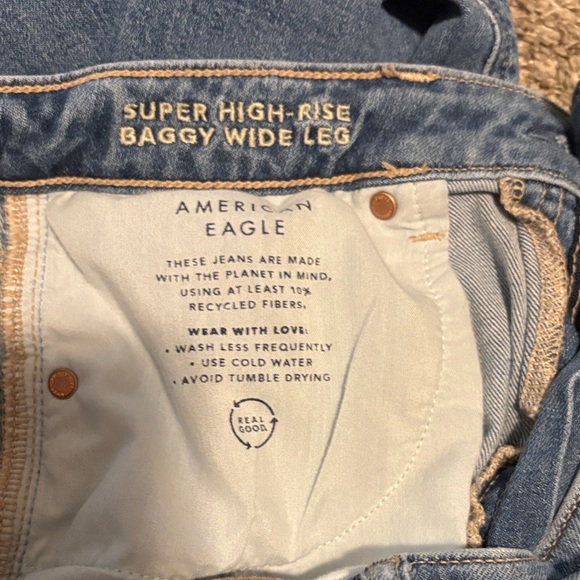 SUPER HIGH-RISE
BAGGY WIDE LEG
AMERICAN
EAGLE
THESE JEANS ARE MADE
WITH THE PLANET IN MIND,
USING AT LEAST 10%
RECYCLED FIBERS.
WEAR WITH LOVE:
• WASH LESS FREQUENTLY
• USE COLD WATER
• AVOID TUMBLE DRYING
REAL
GOOD.